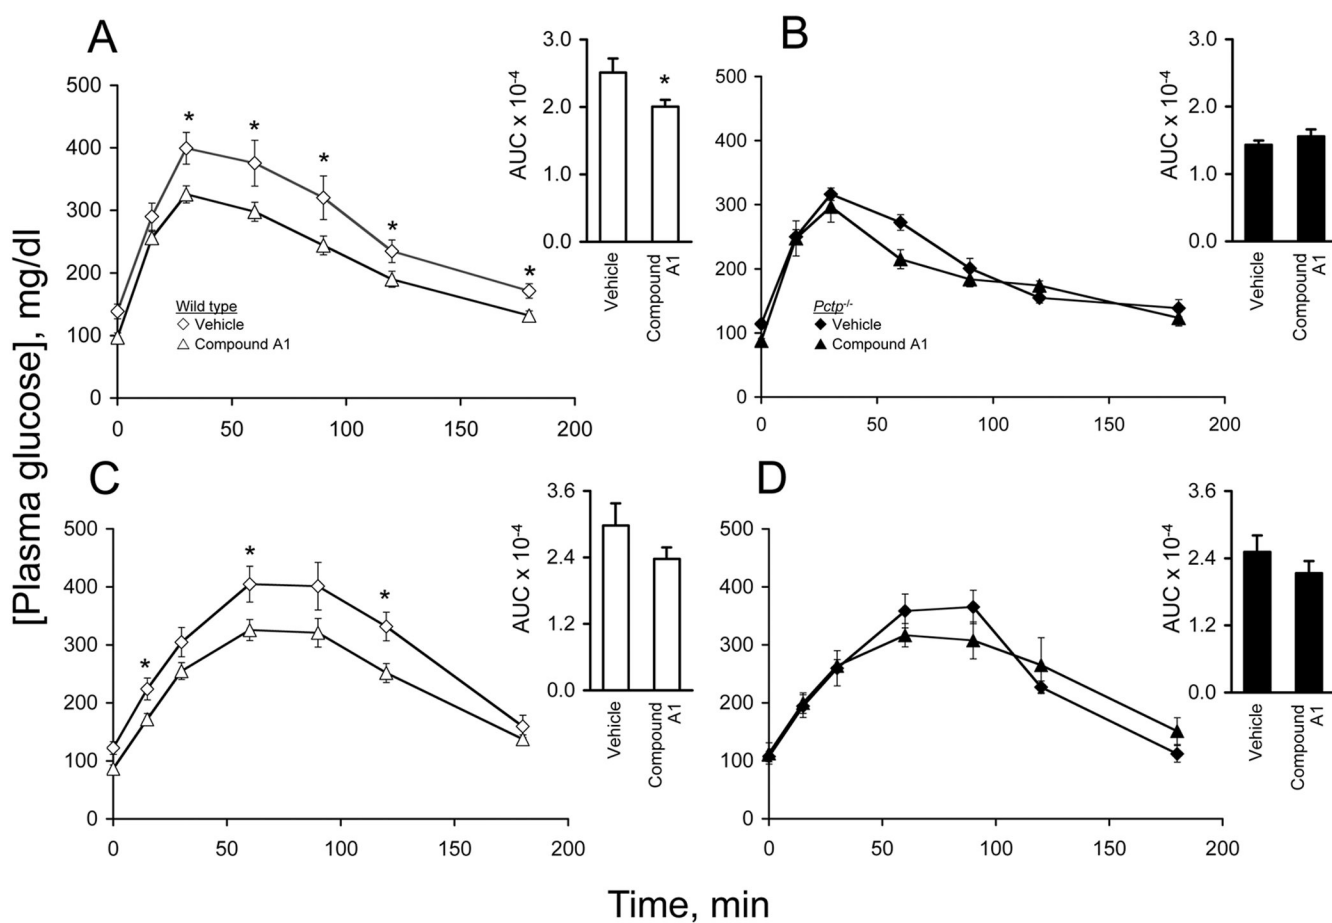 [Plasma glucose], mg/dl
A
500
400
300
200
100
0
0 50 100 150 200
* * * * * *
Wild type
Vehicle
Compound A1
AUC x 10-4
3.0
2.0
1.0
0.0
*
Vehicle
Compound
A1
B
500
400
300
200
100
0
0 50 100 150 200
Pctp-/-
Vehicle
Compound A1
AUC x 10-4
3.0
2.0
1.0
0.0
Vehicle
Compound
A1
C
500
400
300
200
100
0
0 50 100 150 200
* * *
AUC x 10-4
3.6
2.4
1.2
0.0
Vehicle
Compound
A1
D
500
400
300
200
100
0
0 50 100 150 200
AUC x 10-4
3.6
2.4
1.2
0.0
Vehicle
Compound
A1
Time, min